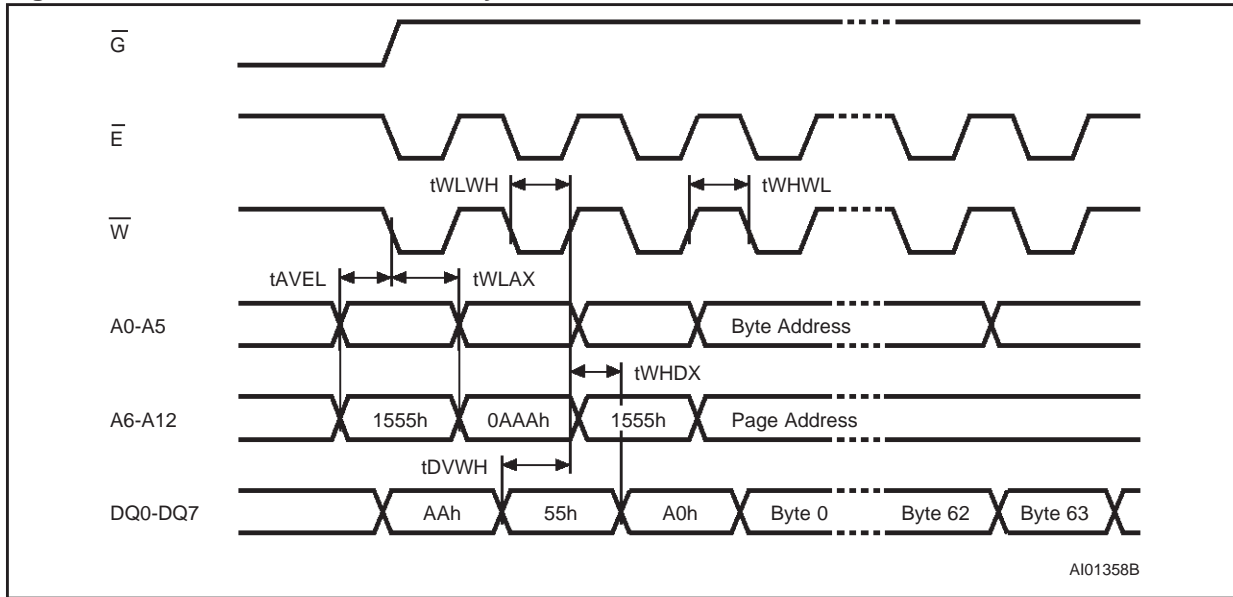 G
E
tWLWH
tWHWL
W
tAVEL
tWLAX
A0-A5
Byte Address
tWHDX
A6-A12
1555h
0AAAh
1555h
Page Address
tDVWH
DQ0-DQ7
AAh
55h
A0h
Byte 0
Byte 62
Byte 63
AI01358B